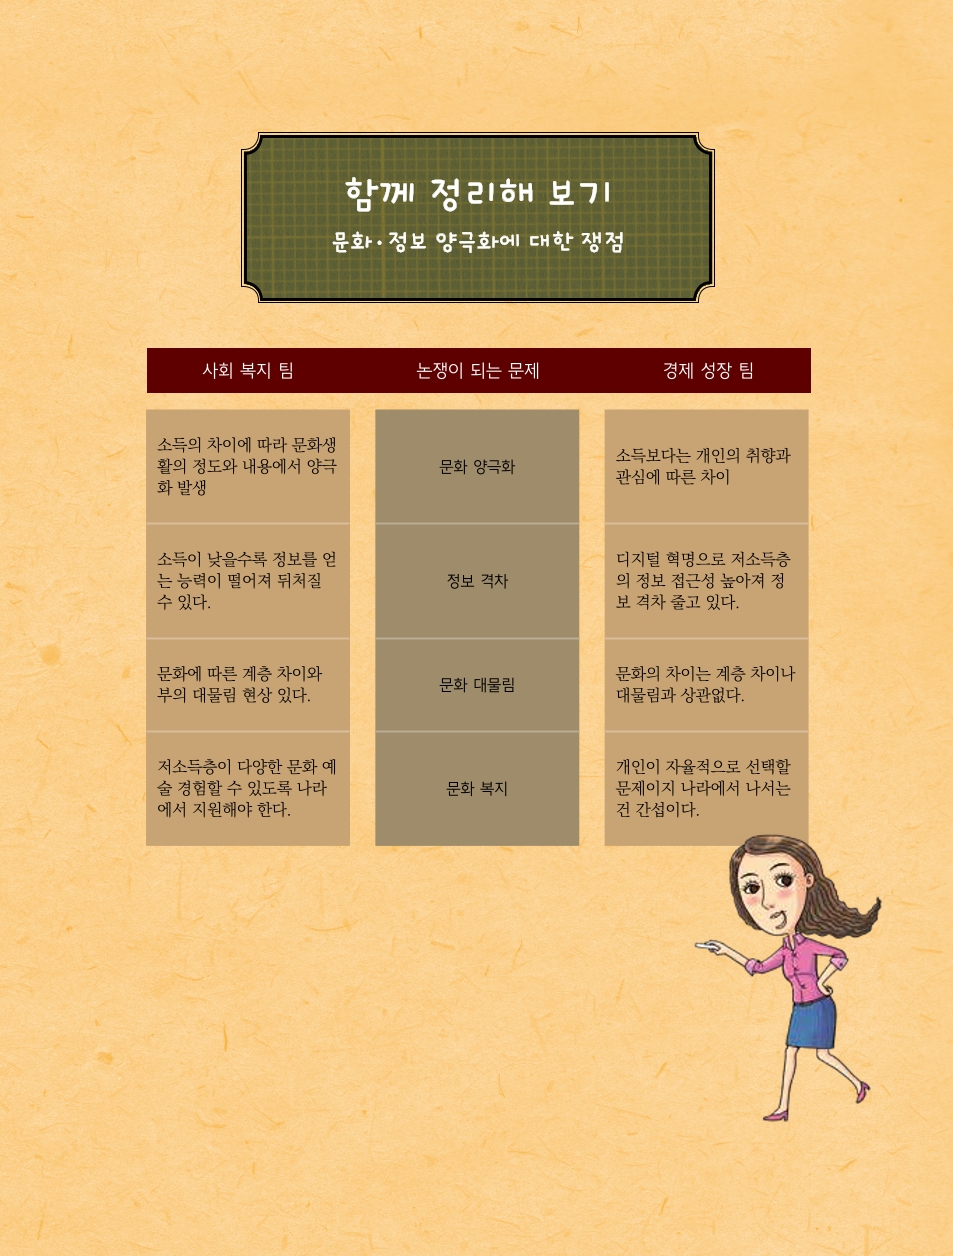 함께 정리해 보기
문화·정보 양극화에 대한 쟁점
사회 복지 팀
논쟁이 되는 문제
경제 성장 팀
소득의 차이에 따라 문화생
활의 정도와 내용에서 양극
화 발생
문화 양극화
소득보다는 개인의 취향과
관심에 따른 차이
소득이 낮을수록 정보를 얻
는 능력이 떨어져 뒤처질
수 있다.
정보 격차
디지털 혁명으로 저소득층
의 정보 접근성 높아져 정
보 격차 줄고 있다.
문화에 따른 계층 차이와
부의 대물림 현상 있다.
문화 대물림
문화의 차이는 계층 차이나
대물림과 상관없다.
저소득층이 다양한 문화 예
술 경험할 수 있도록 나라
에서 지원해야 한다.
문화 복지
개인이 자율적으로 선택할
문제이지 나라에서 나서는
건 간섭이다.